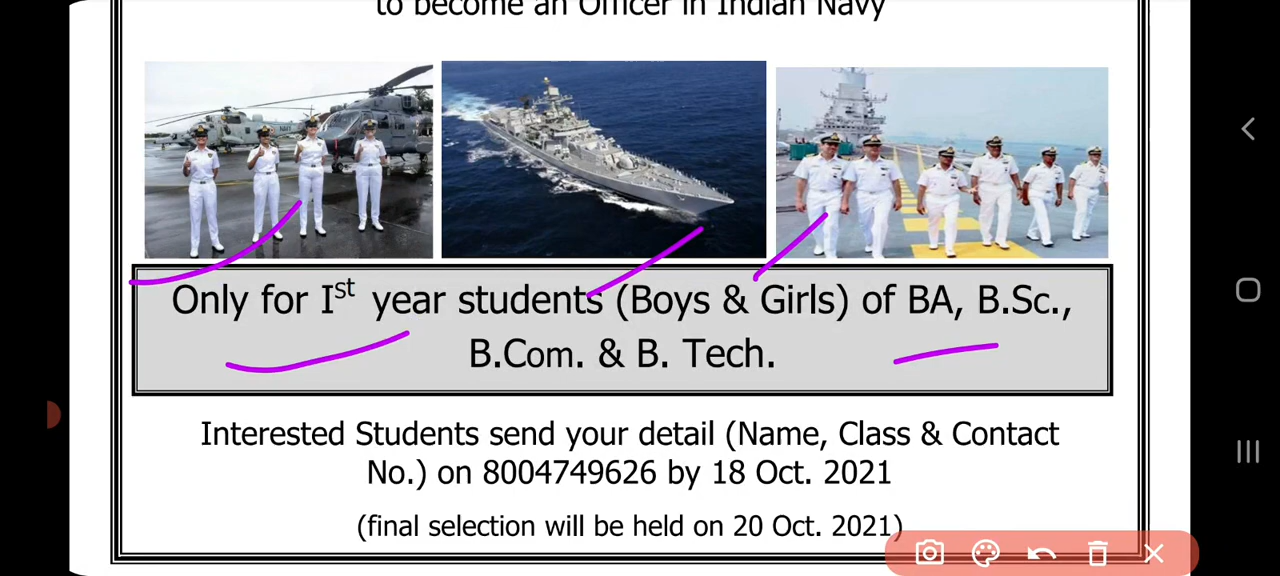 to become an Officer in Indian Navy
Only for Ist year students (Boys & Girls) of BA, B.Sc.,
B.Com. & B. Tech.
Interested Students send your detail (Name, Class & Contact
No.) on 8004749626 by 18 Oct. 2021
(final selection will be held on 20 Oct. 2021)